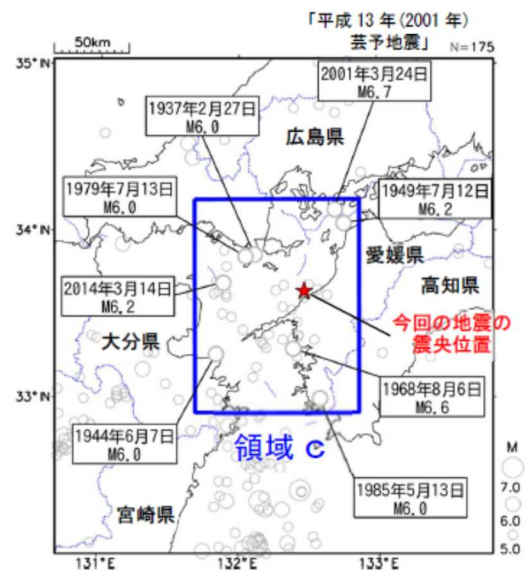 「平成 13 年(2001 年)
芸予地震」
N=175
50km
35°N
34°N
33°N
2001年3月24日
M6.7
1937年2月27日
M6.0
広島県
1979年7月13日
M6.0
1949年7月12日
M6.2
愛媛県
高知県
2014年3月14日
M6.2
大分県
今回の地震の
震央位置
1968年8月6日
M6.6
1944年6月7日
M6.0
領域 c
1985年5月13日
M6.0
宮崎県
M
7.0
6.0
5.0
131°E
132°E
133°E